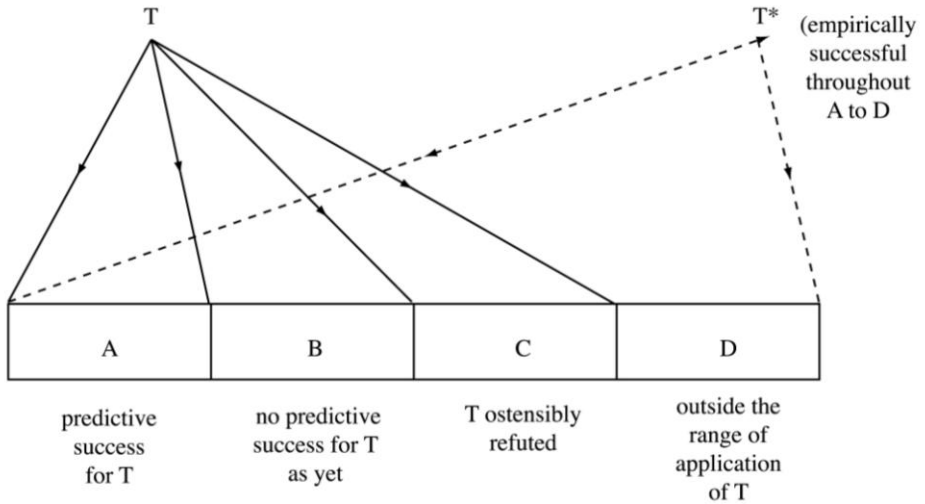 T
T*
(empirically
successful
throughout
A to D
A
B
C
D
predictive
success
for T
no predictive
success for T
as yet
T ostensibly
refuted
outside the
range of
application
of T